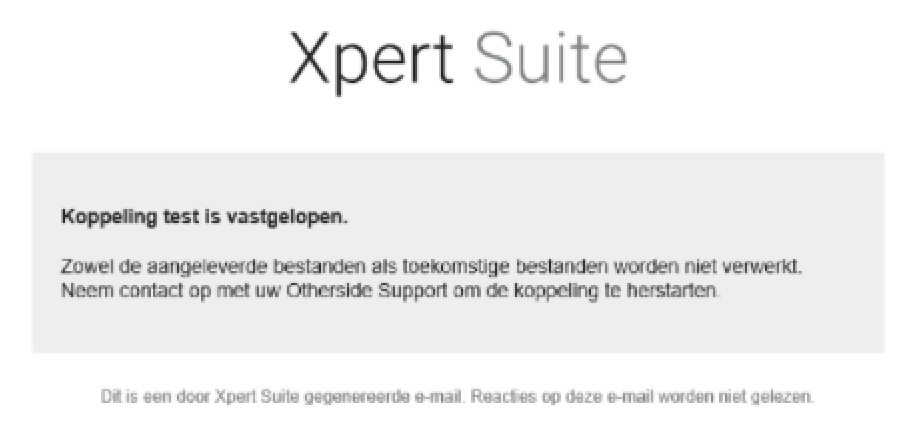 Xpert Suite
Koppeling test is vastgelopen.
Zowel de aangeleverde bestanden als toekomstige bestanden worden niet verwerkt.
Neem contact op met uw Otherside Support om de koppeling te herstarten.
Dit is een door Xpert Suite gegenereerde e-mail. Reacties op deze e-mail worden niet gelezen.